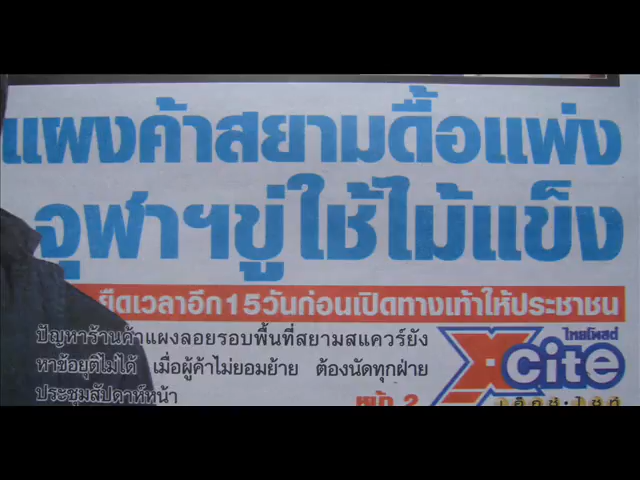 แผงค้าสยามดื้อแพ่ง
จุฬาฯขู่ใช้ไม้แข็ง
ยืดเวลาอีก15วันก่อนเปิดทางเท้าให้ประชาชน
ปัญหาร้านค้าแผงลอยรอบพื้นที่สยามสแควร์ยัง
หาข้อยุติไม่ได้ เมื่อผู้ค้าไม่ยอมย้าย ต้องนัดทุกฝ่าย
ประชุมสัปดาห์หน้า
หน้า 2
ไทยโพสต์
X-cite